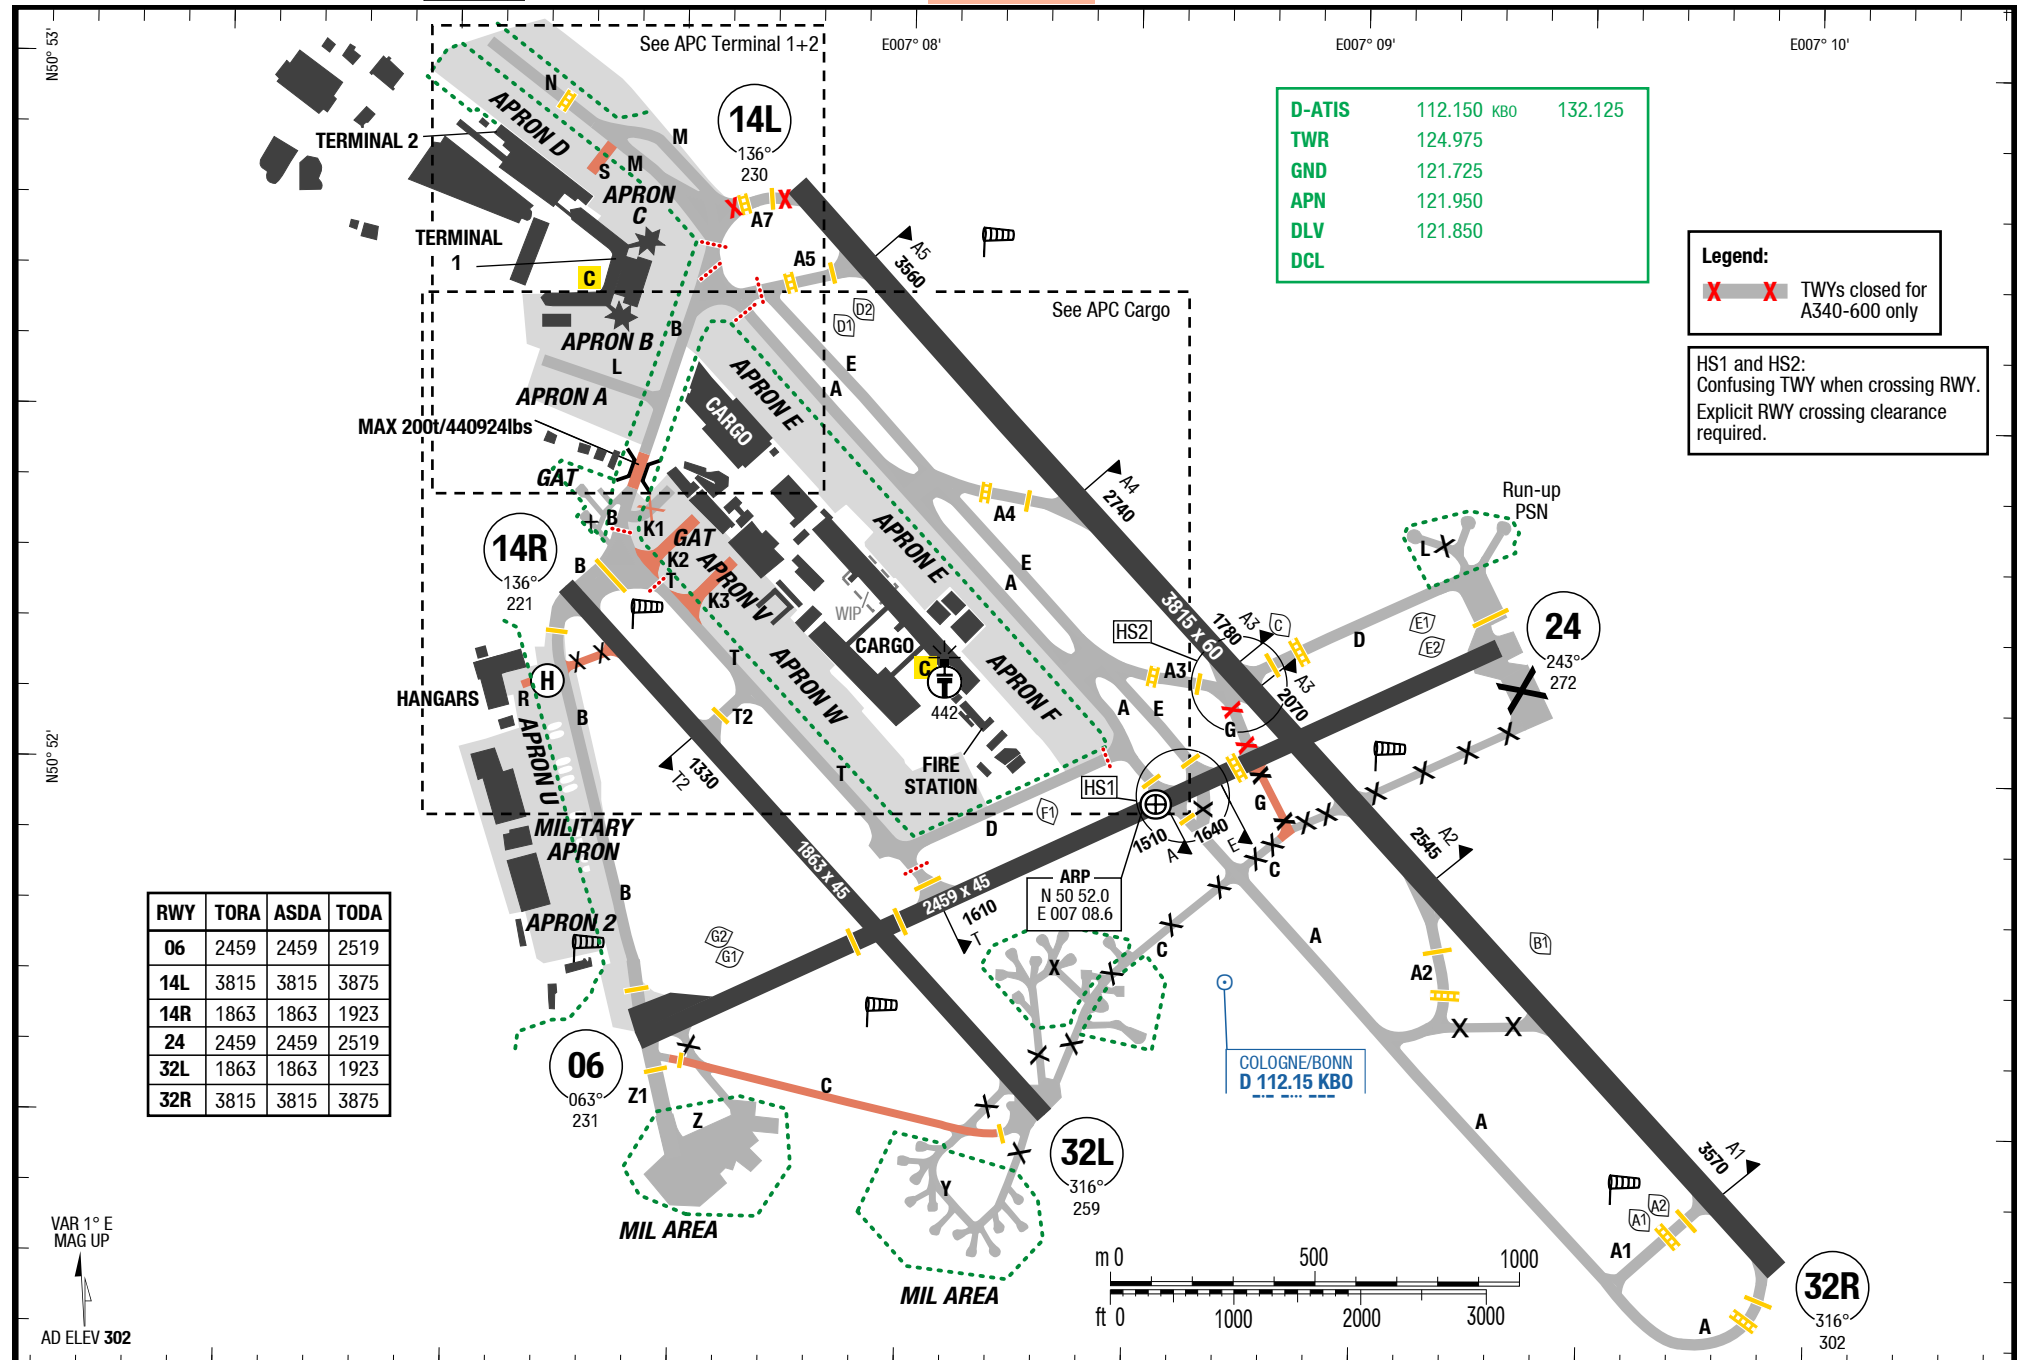 See APC Terminal 1+2
E007° 08'
E007° 09'
E007° 10'
N50° 53'
N
APRON D
TERMINAL 2
M
14L
136°
230
D-ATIS 112.150 KBO 132.125
TWR 124.975
GND 121.725
APN 121.950
DLV 121.850
DCL
S
M
APRON
C
A7
TERMINAL
1
C
A5
A5
3560
Legend:
X X TWYs closed for
A340-600 only
See APC Cargo
D2
D1
B
APRON B
L
E
A
APRON A
APRON E
CARGO
HS1 and HS2:
Confusing TWY when crossing RWY.
Explicit RWY crossing clearance
required.
MAX 200t/440924lbs
GAT
A4
2740
A4
Run-up
PSN
L
B
K1
GAT
K2
T
K3
APRON V
APRON E
14R
136°
221
B
E
A
WIP
CARGO
C
442
3815 x 60
HS2
A3
1780
C
D
E1
E2
24
243°
272
HANGARS
R
H
B
APRON U
T
T2
APRON W
APRON F
A3
A3
2070
A
E
G
N50° 52'
T2
1330
T
FIRE
STATION
HS1
F1
D
G
MILITARY
APRON
1863 x 45
1510
A
1640
E
C
2545
A2
B
2459 x 45
1610
T
ARP
N 50 52.0
E 007 08.6
APRON 2
RWY TORA ASDA TODA
06 2459 2459 2519
14L 3815 3815 3875
14R 1863 1863 1923
24 2459 2459 2519
32L 1863 1863 1923
32R 3815 3815 3875
G2
G1
X
C
A
B1
A2
COLOGNE/BONN
D 112.15 KBO
06
063°
231
Z1
Z
C
A
32L
316°
259
Y
3570
A1
A2
A1
A1
MIL AREA
MIL AREA
VAR 1° E
MAG UP
AD ELEV 302
m 0 500 1000
ft 0 1000 2000 3000
A
32R
316°
302